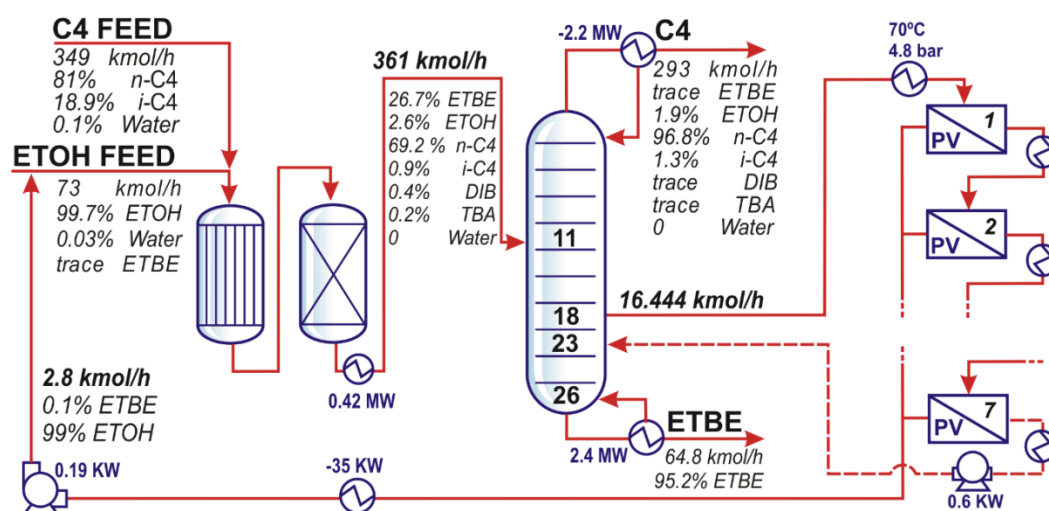 C4 FEED
349 kmol/h
81% n-C4
18.9% i-C4
0.1% Water
ETOH FEED
73 kmol/h
99.7% ETOH
0.03% Water
trace ETBE
2.8 kmol/h
0.1% ETBE
99% ETOH
0.19 KW
-35 KW
0.42 MW
361 kmol/h
26.7% ETBE
2.6% ETOH
69.2 % n-C4
0.9% i-C4
0.4% DIB
0.2% TBA
0 Water
-2.2 MW
C4
293 kmol/h
trace ETBE
1.9% ETOH
96.8% n-C4
1.3% i-C4
trace DIB
trace TBA
0 Water
11
18
23
26
16.444 kmol/h
2.4 MW
ETBE
64.8 kmol/h
95.2% ETBE
70ºC
4.8 bar
1
PV
2
PV
7
PV
0.6 KW